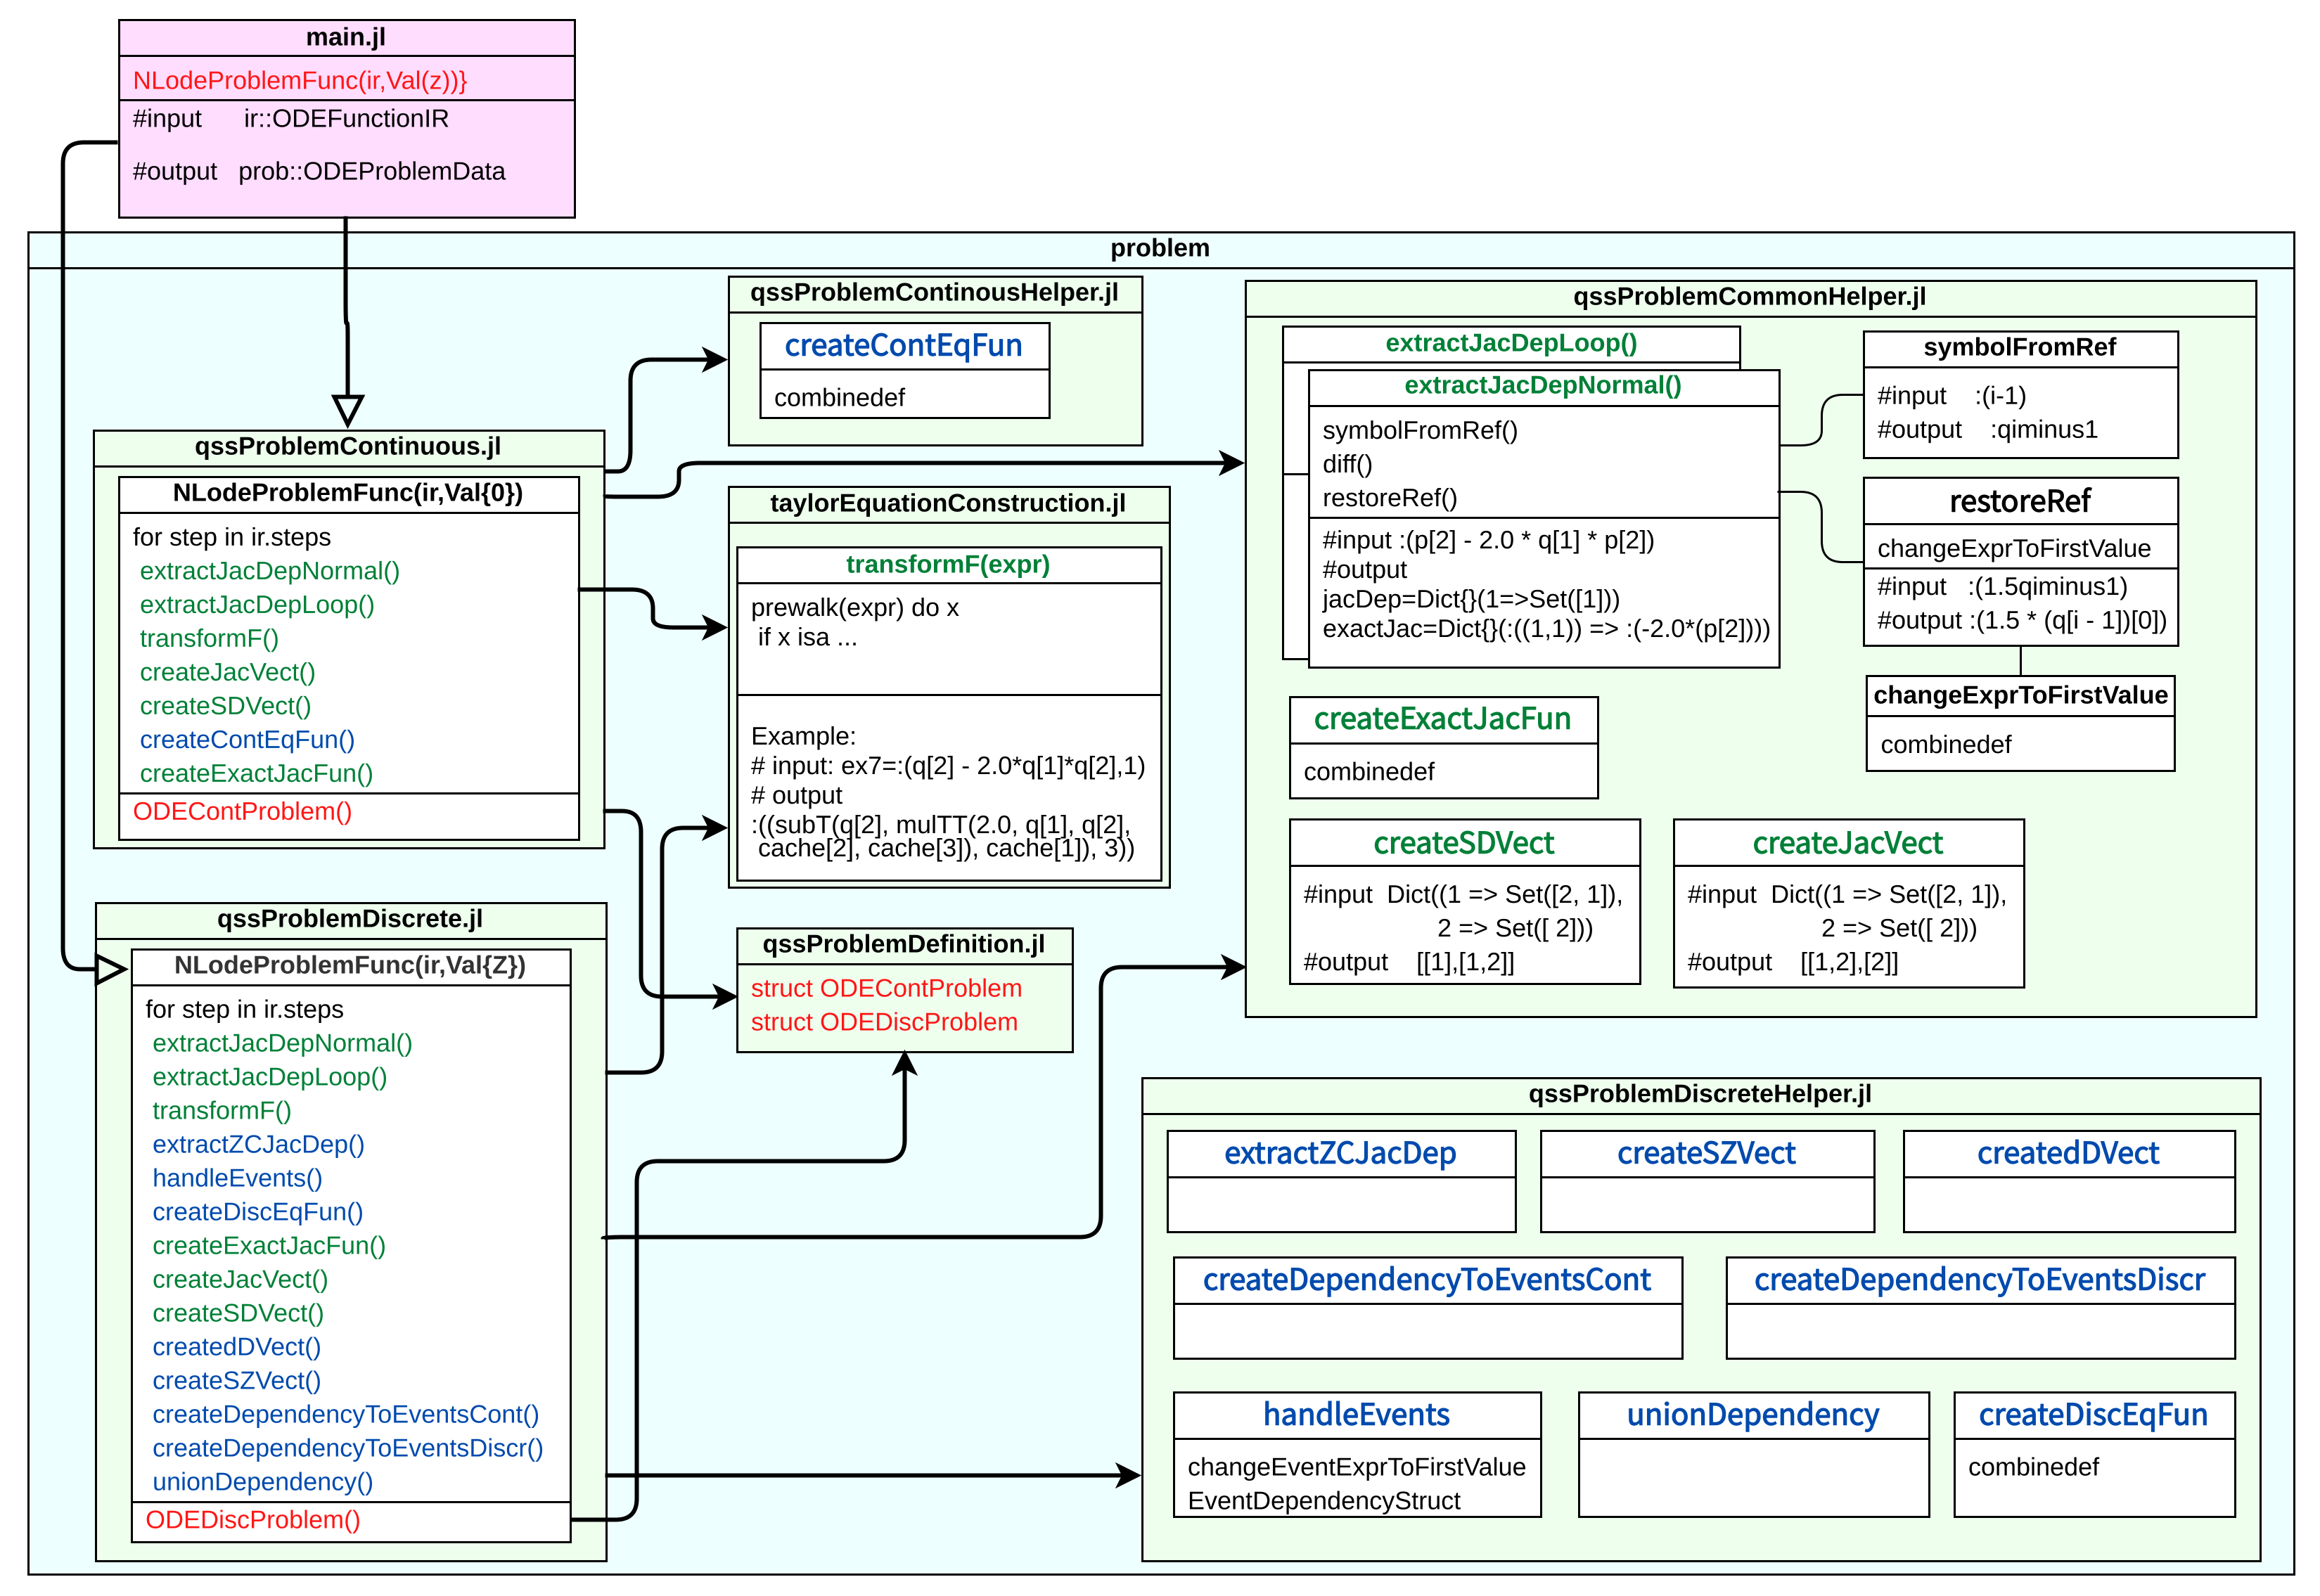 main.jl
NLodeProblemFunc(ir,Val(z))}
#input ir::ODEFunctionIR
#output prob::ODEProblemData
problem
qssProblemContinuous.jl
NLodeProblemFunc(ir,Val{0})
for step in ir.steps
extractJacDepNormal()
extractJacDepLoop()
transformF()
createJacVect()
createSDVect()
createContEqFun()
createExactJacFun()
ODEContProblem()
qssProblemDiscrete.jl
NLodeProblemFunc(ir,Val{Z})
for step in ir.steps
extractJacDepNormal()
extractJacDepLoop()
transformF()
extractZCJacDep()
handleEvents()
createDiscEqFun()
createExactJacFun()
createJacVect()
createSDVect()
createdDVect()
createSZVect()
createDependencyToEventsCont()
createDependencyToEventsDiscr()
unionDependency()
ODEDiscProblem()
qssProblemContinousHelper.jl
createContEqFun
combinedef
taylorEquationConstruction.jl
transformF(expr)
prewalk(expr) do x
if x isa ...
Example:
# input: ex7=:(q[2] - 2.0*q[1]*q[2],1)
# output
:((subT(q[2], mulTT(2.0, q[1], q[2],
cache[2], cache[3]), cache[1]), 3))
qssProblemDefinition.jl
struct ODEContProblem
struct ODEDiscProblem
qssProblemCommonHelper.jl
extractJacDepLoop()
extractJacDepNormal()
symbolFromRef()
diff()
restoreRef()
#input :(p[2] - 2.0 * q[1] * p[2])
#output
jacDep=Dict{}(1=>Set([1]))
exactJac=Dict{}(:((1,1)) => :(-2.0*(p[2])))
symbolFromRef
#input :(i-1)
#output :qiminus1
restoreRef
changeExprToFirstValue
#input :(1.5qiminus1)
#output :(1.5 * (q[i - 1])[0])
changeExprToFirstValue
combinedef
createExactJacFun
combinedef
createSDVect
#input Dict((1 => Set([2, 1]),
2 => Set([ 2]))
#output [[1],[1,2]]
createJacVect
#input Dict((1 => Set([2, 1]),
2 => Set([ 2]))
#output [[1,2],[2]]
qssProblemDiscreteHelper.jl
extractZCJacDep
createSZVect
createdDVect
createDependencyToEventsCont
createDependencyToEventsDiscr
handleEvents
changeEventExprToFirstValue
EventDependencyStruct
unionDependency
createDiscEqFun
combinedef